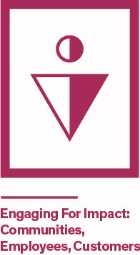 Engaging For Impact:
Communities,
Employees, Customers